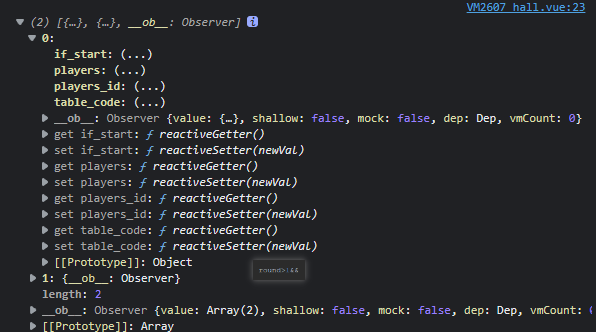 VM2607 hall.vue:23
▼ (2) [{…}, {…}, __ob__: Observer] i
▼ 0:
if_start: (...)
players: (...)
players_id: (...)
table_code: (...)
▶ __ob__: Observer {value: {…}, shallow: false, mock: false, dep: Dep, vmCount: 0}
▶ get if_start: ƒ reactiveGetter()
▶ set if_start: ƒ reactiveSetter(newVal)
▶ get players: ƒ reactiveGetter()
▶ set players: ƒ reactiveSetter(newVal)
▶ get players_id: ƒ reactiveGetter()
▶ set players_id: ƒ reactiveSetter(newVal)
▶ get table_code: ƒ reactiveGetter()
▶ set table_code: ƒ reactiveSetter(newVal)
▶ [[Prototype]]: Object
▶ 1: {__ob__: Observer}
length: 2
▶ __ob__: Observer {value: Array(2), shallow: false, mock: false, dep: Dep, vmCount:
▶ [[Prototype]]: Array